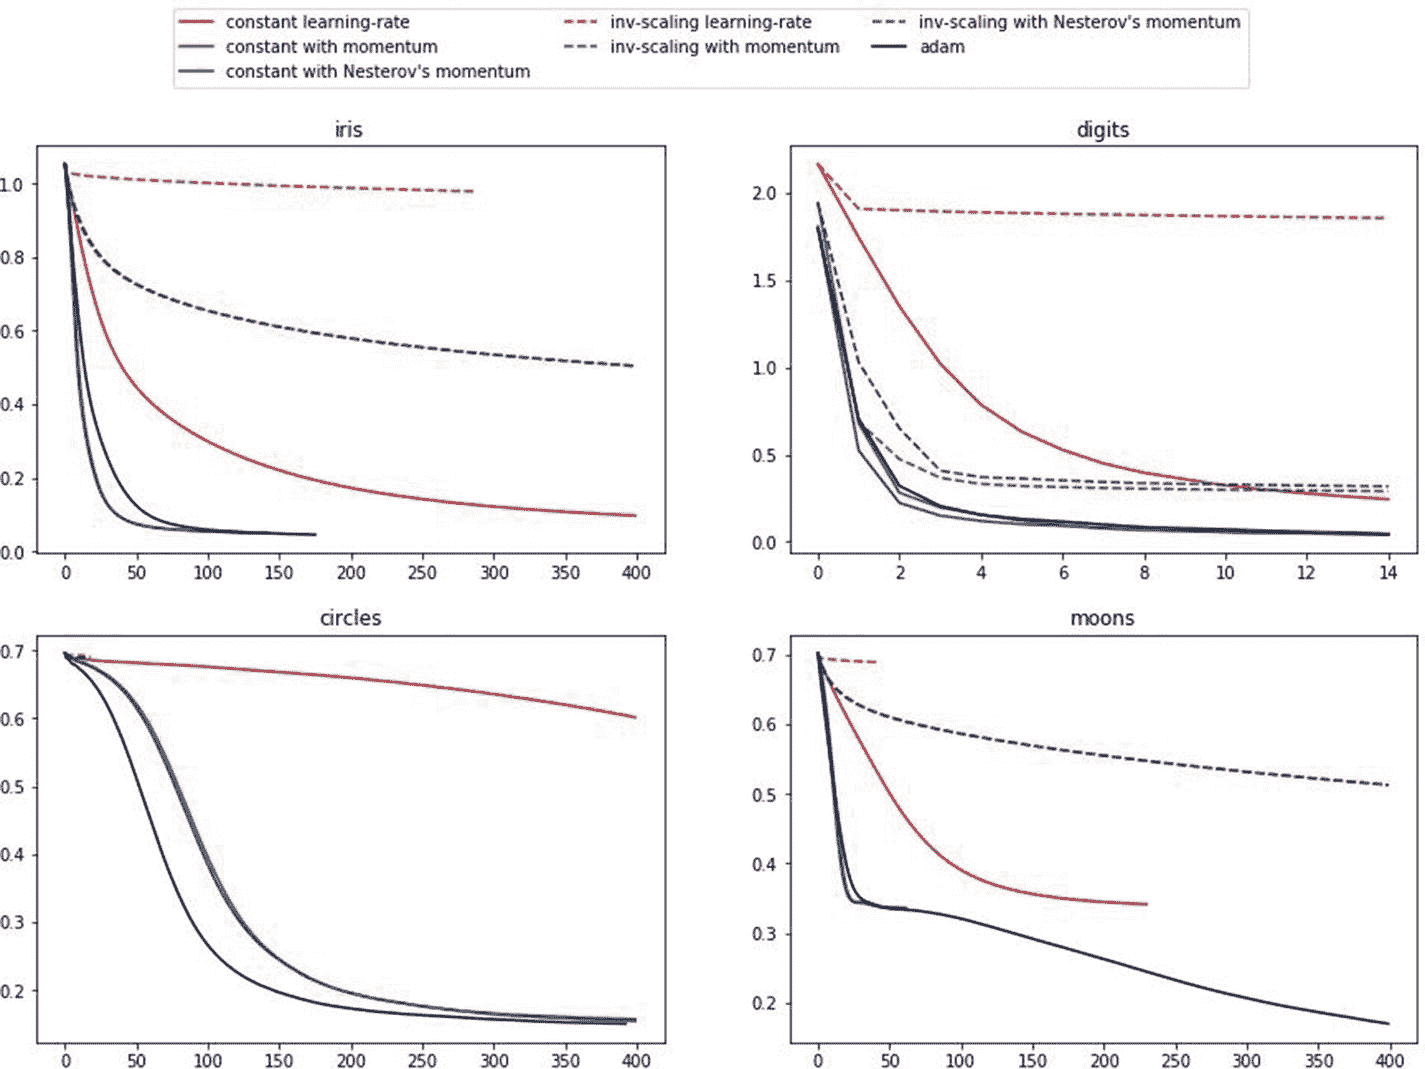 constant learning-rate
constant with momentum
constant with Nesterov's momentum
inv-scaling learning-rate
inv-scaling with momentum
inv-scaling with Nesterov's momentum
adam
iris
1.0
0.8
0.6
0.4
0.2
0.0
0 50 100 150 200 250 300 350 400
digits
2.0
1.5
1.0
0.5
0.0
0 2 4 6 8 10 12 14
circles
0.7
0.6
0.5
0.4
0.3
0.2
0 50 100 150 200 250 300 350 400
moons
0.7
0.6
0.5
0.4
0.3
0.2
0 50 100 150 200 250 300 350 400